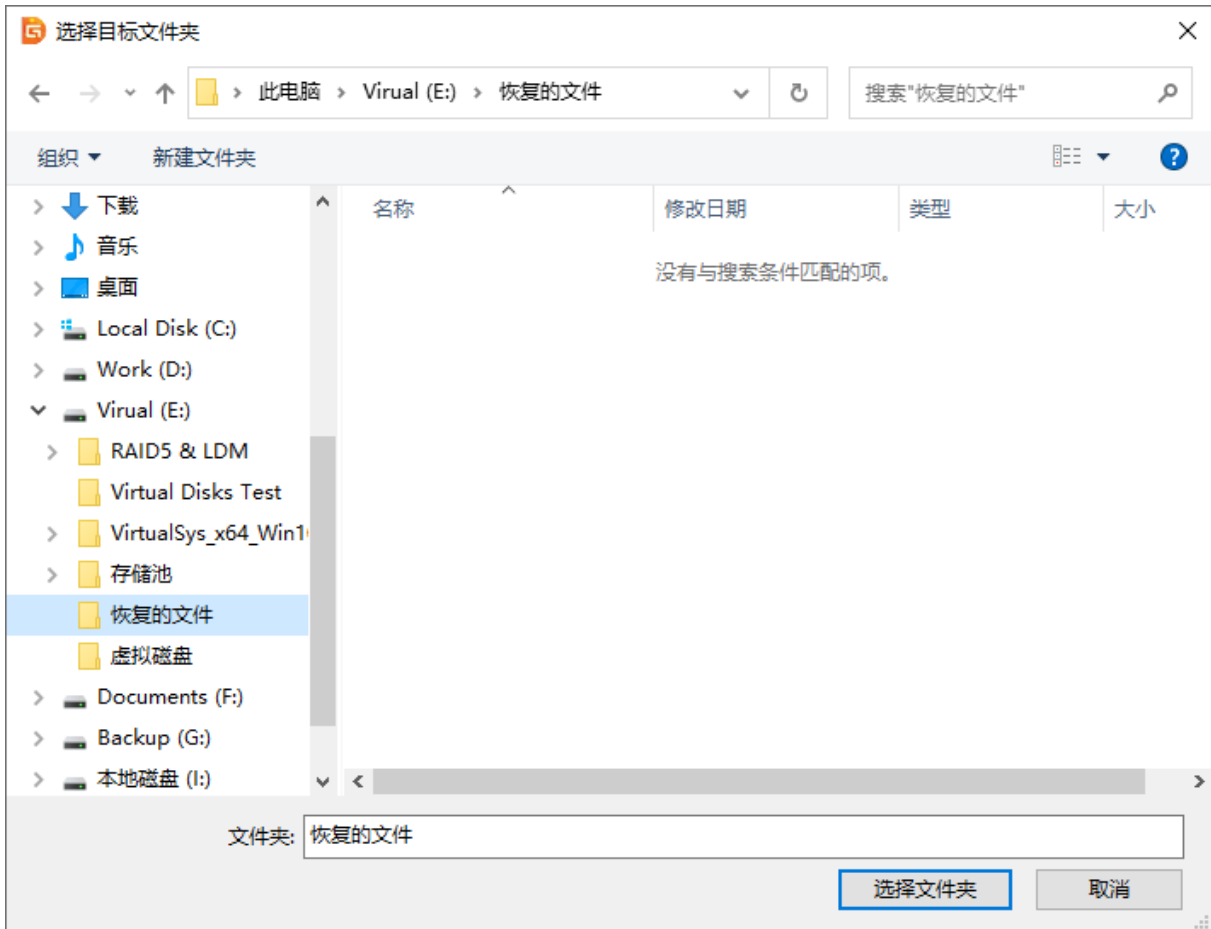 选择目标文件夹
此电脑 > Virual (E:) > 恢复的文件
搜索"恢复的文件"
组织 新建文件夹
名称 修改日期 类型 大小
没有与搜索条件匹配的项。
下载
音乐
桌面
Local Disk (C:)
Work (D:)
Virual (E:)
RAID5 & LDM
Virtual Disks Test
VirtualSys_x64_Win1
存储池
恢复的文件
虚拟磁盘
Documents (F:)
Backup (G:)
本地磁盘 (I:)
文件夹: 恢复的文件
选择文件夹 取消